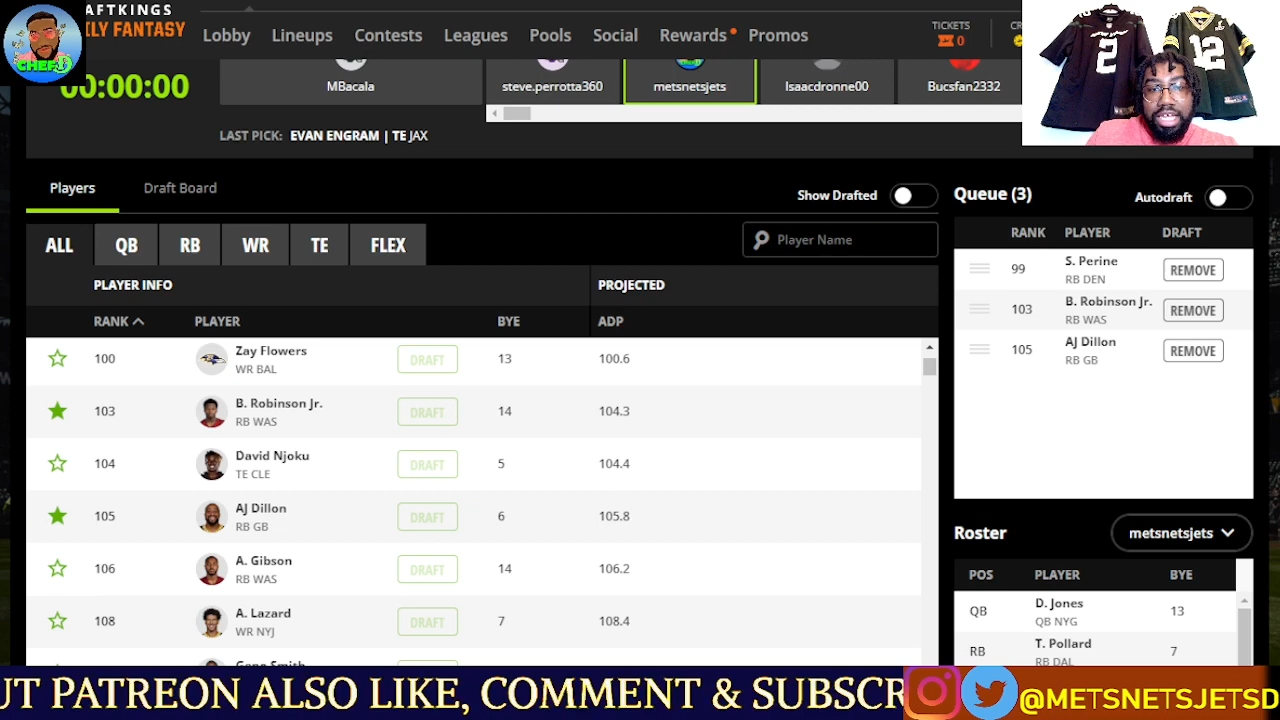 AFTKINGS
ILY FANTASY
CHEF
Lobby Lineups Contests Leagues Pools Social Rewards Promos
TICKETS
0
00:00:00
MBacala steve.perrotta360 metsnetsjets Isaacdronne00 Bucsfan2332
LAST PICK: EVAN ENGRAM | TE JAX
2
12
Players Draft Board
Show Drafted
Queue (3) Autodraft
ALL QB RB WR TE FLEX
Player Name
PLAYER INFO PROJECTED
RANK PLAYER BYE ADP
100 Zay Flowers WR BAL DRAFT 13 100.6
103 B. Robinson Jr. RB WAS DRAFT 14 104.3
104 David Njoku TE CLE DRAFT 5 104.4
105 AJ Dillon RB GB DRAFT 6 105.8
106 A. Gibson RB WAS DRAFT 14 106.2
108 A. Lazard WR NYJ DRAFT 7 108.4
Geno Smith
RANK PLAYER DRAFT
99 S. Perine RB DEN REMOVE
103 B. Robinson Jr. RB WAS REMOVE
105 AJ Dillon RB GB REMOVE
Roster metsnetsjets
POS PLAYER BYE
QB D. Jones QB NYG 13
RB T. Pollard RB DAL 7
UT PATREON ALSO LIKE, COMMENT & SUBSCR
@METSNETSJETSD